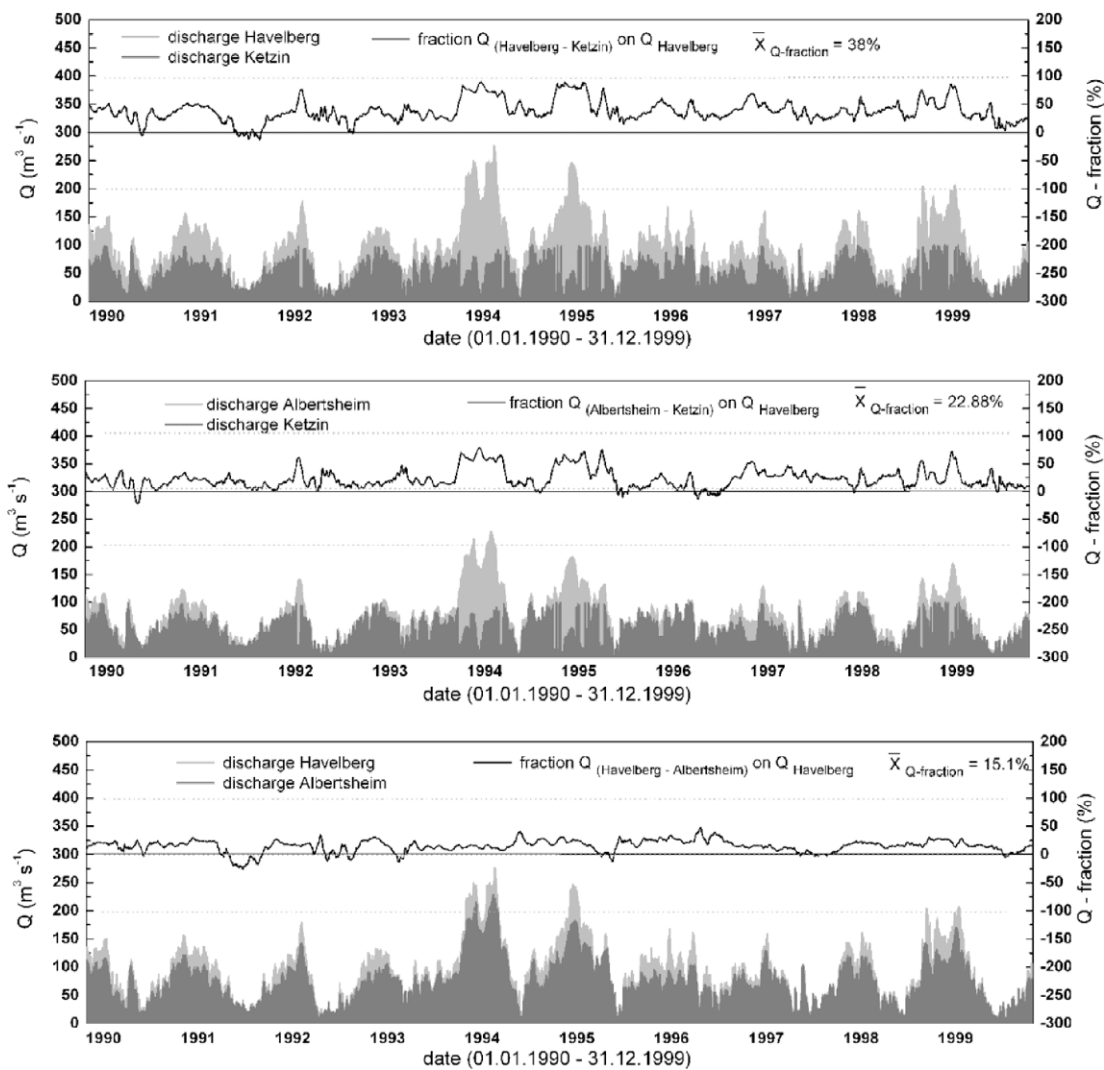 discharge Havelberg
discharge Ketzin
fraction Q (Havelberg - Ketzin) on Q Havelberg
X̅ Q-fraction = 38%
Q (m³ s⁻¹)
500
450
400
350
300
250
200
150
100
50
0
200
150
100
50
0
-50
-100
-150
-200
-250
-300
Q - fraction (%)
1990 1991 1992 1993 1994 1995 1996 1997 1998 1999
date (01.01.1990 - 31.12.1999)
discharge Albertsheim
discharge Ketzin
fraction Q (Albertsheim - Ketzin) on Q Havelberg
X̅ Q-fraction = 22.88%
Q (m³ s⁻¹)
500
450
400
350
300
250
200
150
100
50
0
200
150
100
50
0
-50
-100
-150
-200
-250
-300
Q - fraction (%)
1990 1991 1992 1993 1994 1995 1996 1997 1998 1999
date (01.01.1990 - 31.12.1999)
discharge Havelberg
discharge Albertsheim
fraction Q (Havelberg - Albertsheim) on Q Havelberg
X̅ Q-fraction = 15.1%
Q (m³ s⁻¹)
500
450
400
350
300
250
200
150
100
50
0
200
150
100
50
0
-50
-100
-150
-200
-250
-300
Q - fraction (%)
1990 1991 1992 1993 1994 1995 1996 1997 1998 1999
date (01.01.1990 - 31.12.1999)